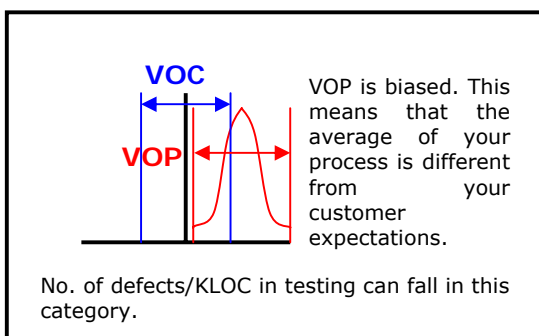 VOC
VOP
VOP is biased. This
means that the
average of your
process is different
from your
customer
expectations.
No. of defects/KLOC in testing can fall in this
category.